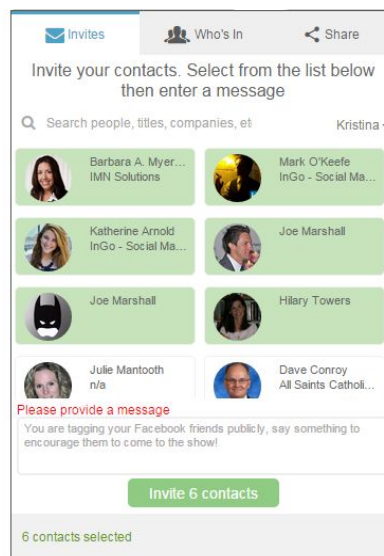 Invites
Who's In
Share
Invite your contacts. Select from the list below
then enter a message
Search people, titles, companies, et
Kristina
Barbara A. Myer...
IMN Solutions
Mark O'Keefe
InGo - Social Ma...
Katherine Arnold
InGo - Social Ma...
Joe Marshall
Joe Marshall
Hilary Towers
Julie Mantooth
n/a
Dave Conroy
All Saints Catholi...
Please provide a message
You are tagging your Facebook friends publicly, say something to
encourage them to come to the show!
Invite 6 contacts
6 contacts selected